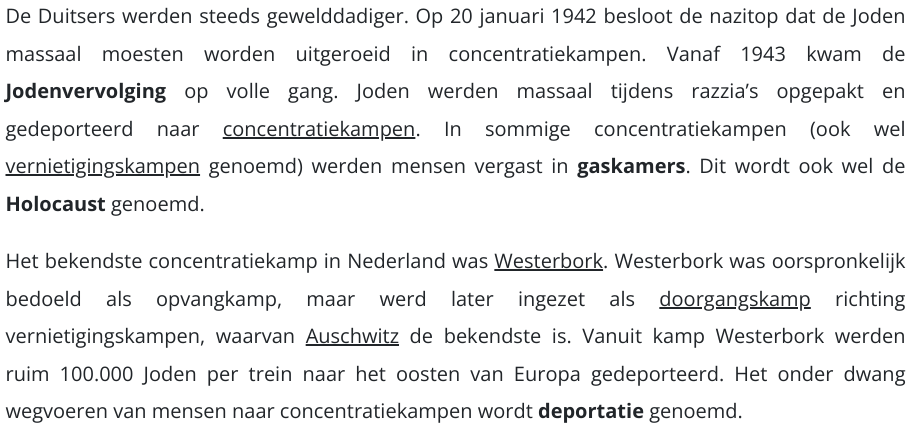 De Duitsers werden steeds gewelddadiger. Op 20 januari 1942 besloot de nazitop dat de Joden
massaal moesten worden uitgeroeid in concentratiekampen. Vanaf 1943 kwam de
Jodenvervolging op volle gang. Joden werden massaal tijdens razzia’s opgepakt en
gedeporteerd naar concentratiekampen. In sommige concentratiekampen (ook wel
vernietigingskampen genoemd) werden mensen vergast in gaskamers. Dit wordt ook wel de
Holocaust genoemd.
Het bekendste concentratiekamp in Nederland was Westerbork. Westerbork was oorspronkelijk
bedoeld als opvangkamp, maar werd later ingezet als doorgangskamp richting
vernietigingskampen, waarvan Auschwitz de bekendste is. Vanuit kamp Westerbork werden
ruim 100.000 Joden per trein naar het oosten van Europa gedeporteerd. Het onder dwang
wegvoeren van mensen naar concentratiekampen wordt deportatie genoemd.